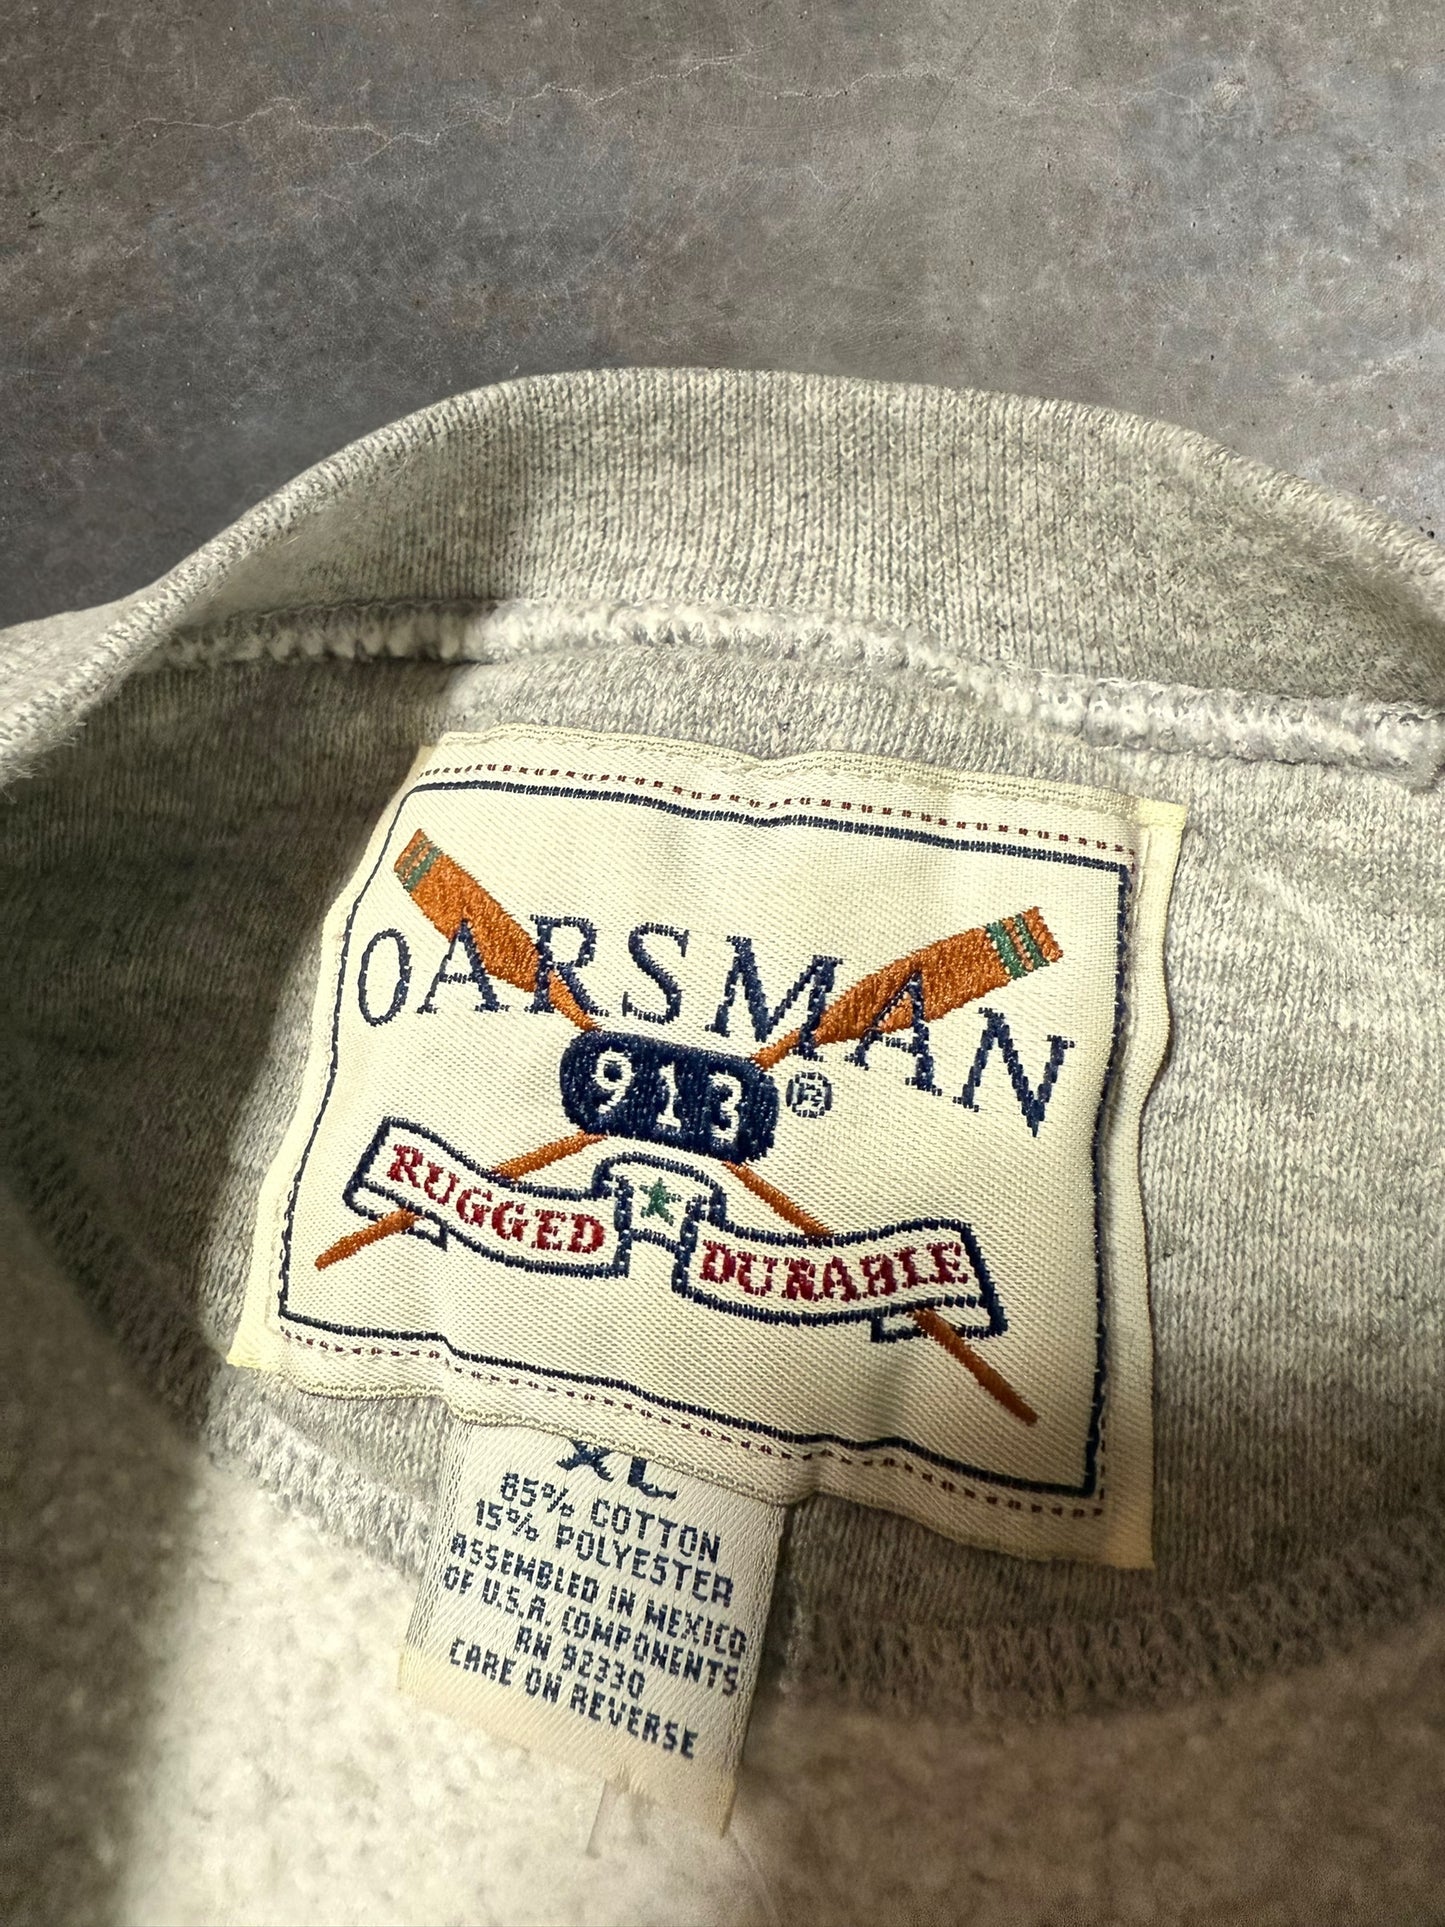 OARSMAN
913®
RUGGED DURABLE
XL
85% COTTON
15% POLYESTER
ASSEMBLED IN MEXICO
OF U.S.A. COMPONENTS
RN 92330
CARE ON REVERSE